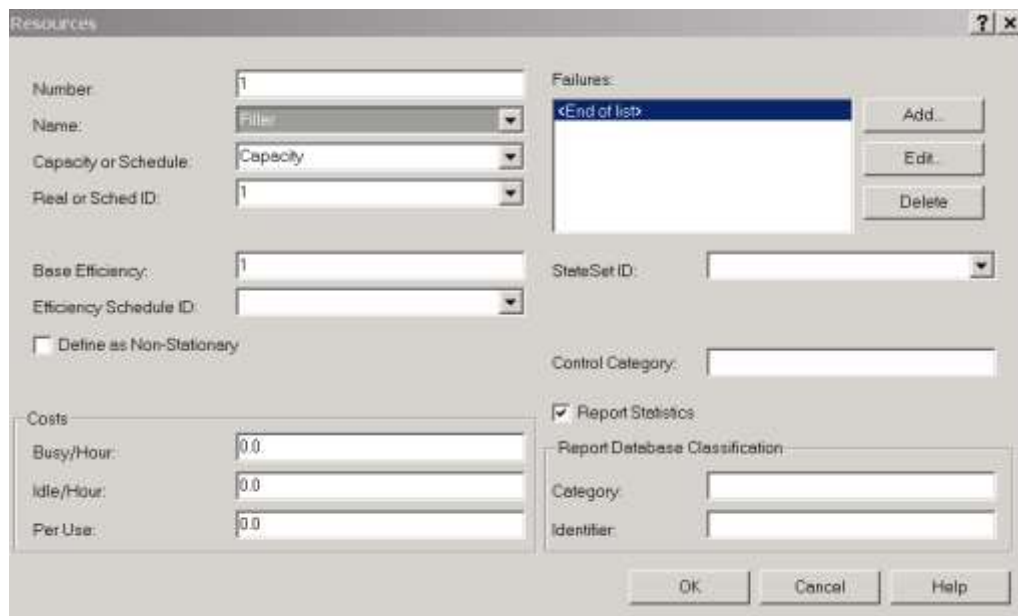 Resources
Number:
1
Name:
Filler
Capacity or Schedule:
Capacity
Real or Sched ID:
1
Base Efficiency:
1
Efficiency Schedule ID:
Define as Non-Stationary
Costs
Busy/Hour:
0.0
Idle/Hour:
0.0
Per Use:
0.0
Failures:
<End of list>
Add...
Edit...
Delete
StateSet ID:
Control Category:
Report Statistics
Report Database Classification
Category:
Identifier:
OK
Cancel
Help